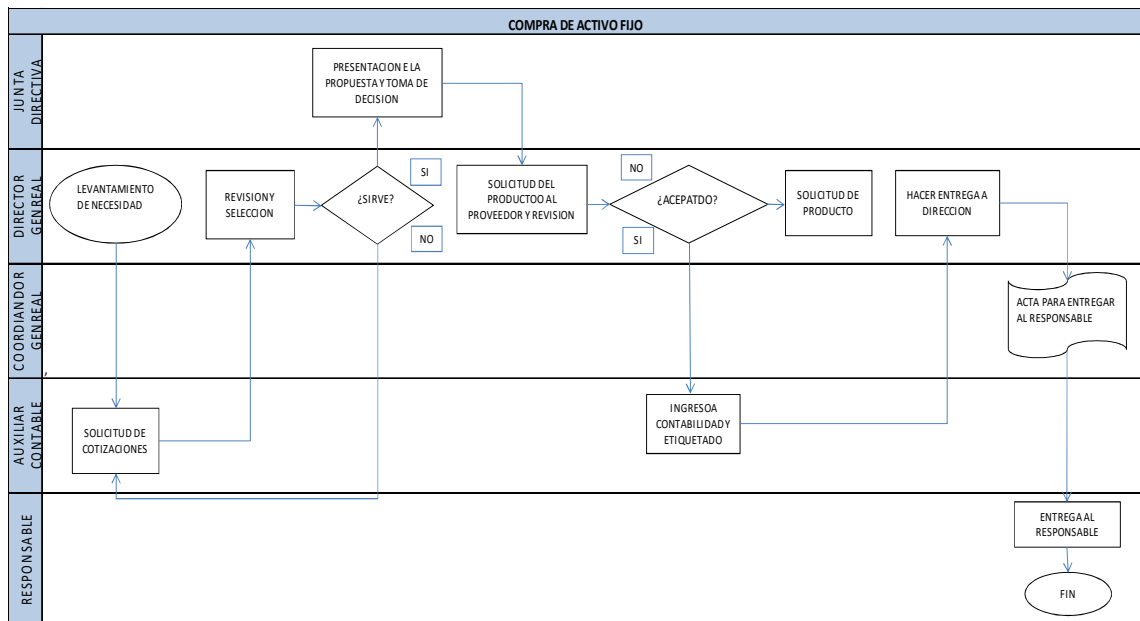 COMPRA DE ACTIVO FIJO
JUNTA
DIRECTIVA
PRESENTACION E LA
PROPUESTA Y TOMA DE
DECISION
DIRECTOR
GENREAL
LEVANTAMIENTO
DE NECESIDAD
REVISION Y
SELECCION
¿SIRVE?
SI
NO
SOLICITUD DEL
PRODUCTOO AL
PROVEEDOR Y REVISION
NO
¿ACEPATDO?
SI
SOLICITUD DE
PRODUCTO
HACER ENTREGA A
DIRECCION
COORDIANDOR
GENREAL
ACTA PARA ENTREGAR
AL RESPONSABLE
AUXILIAR
CONTABLE
SOLICITUD DE
COTIZACIONES
INGRESO A
CONTABILIDAD Y
ETIQUETADO
RESPONSABLE
ENTREGA AL
RESPONSABLE
FIN